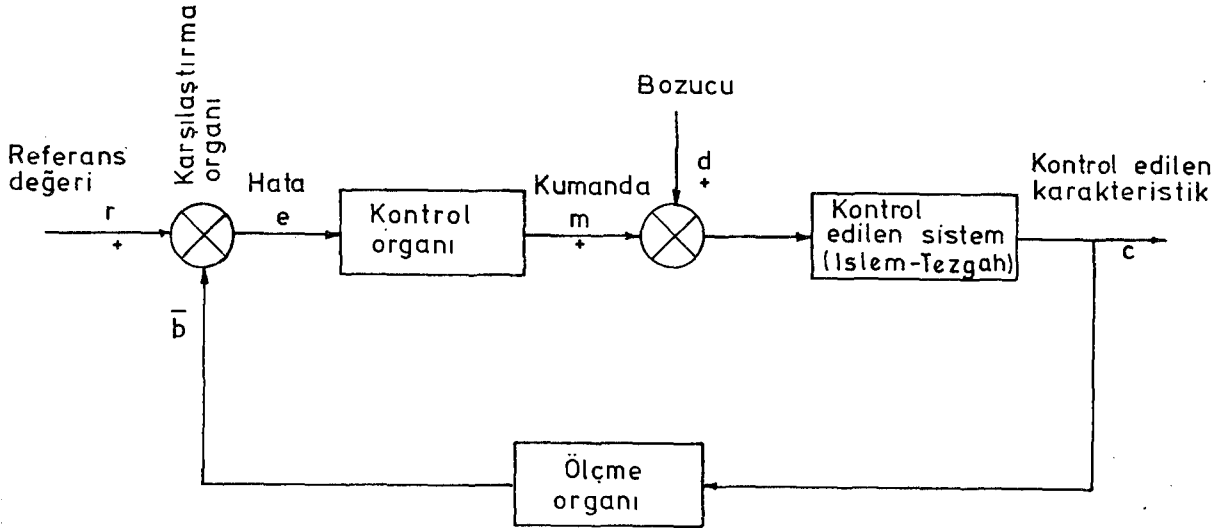 Karşılaştırma
organı
Referans
değeri
r
+
Hata
e
Kontrol
organı
Kumanda
m
+
Bozucu
d
+
Kontrol
edilen sistem
(Islem-Tezgah)
Kontrol edilen
karakteristik
c
b̄
Ölçme
organı